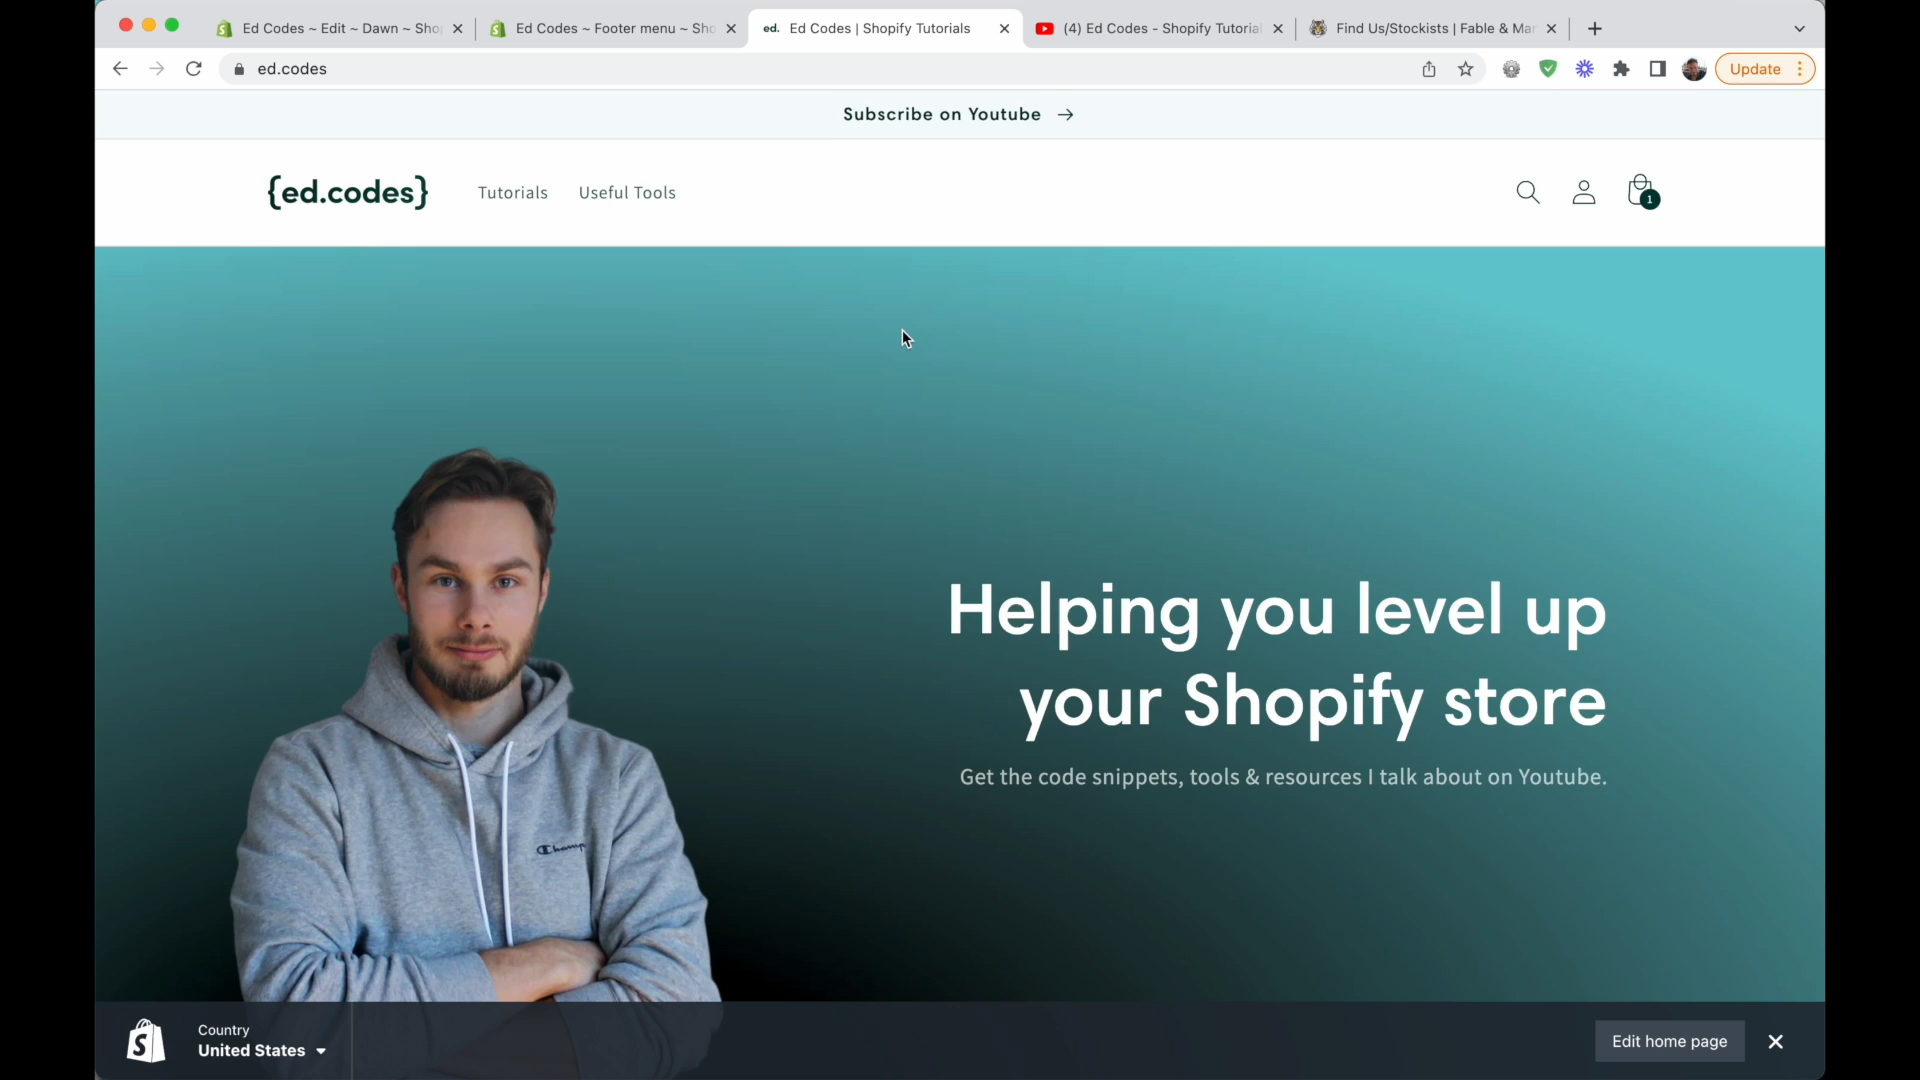 Ed Codes ~ Edit ~ Dawn ~ Sho
Ed Codes ~ Footer menu ~ Sho
ed. Ed Codes | Shopify Tutorials
(4) Ed Codes - Shopify Tutorial
Find Us/Stockists | Fable & Ma
ed.codes
Update
Subscribe on Youtube →
{ed.codes}
Tutorials
Useful Tools
1
Helping you level up
your Shopify store
Get the code snippets, tools & resources I talk about on Youtube.
Champ
Country
United States
Edit home page